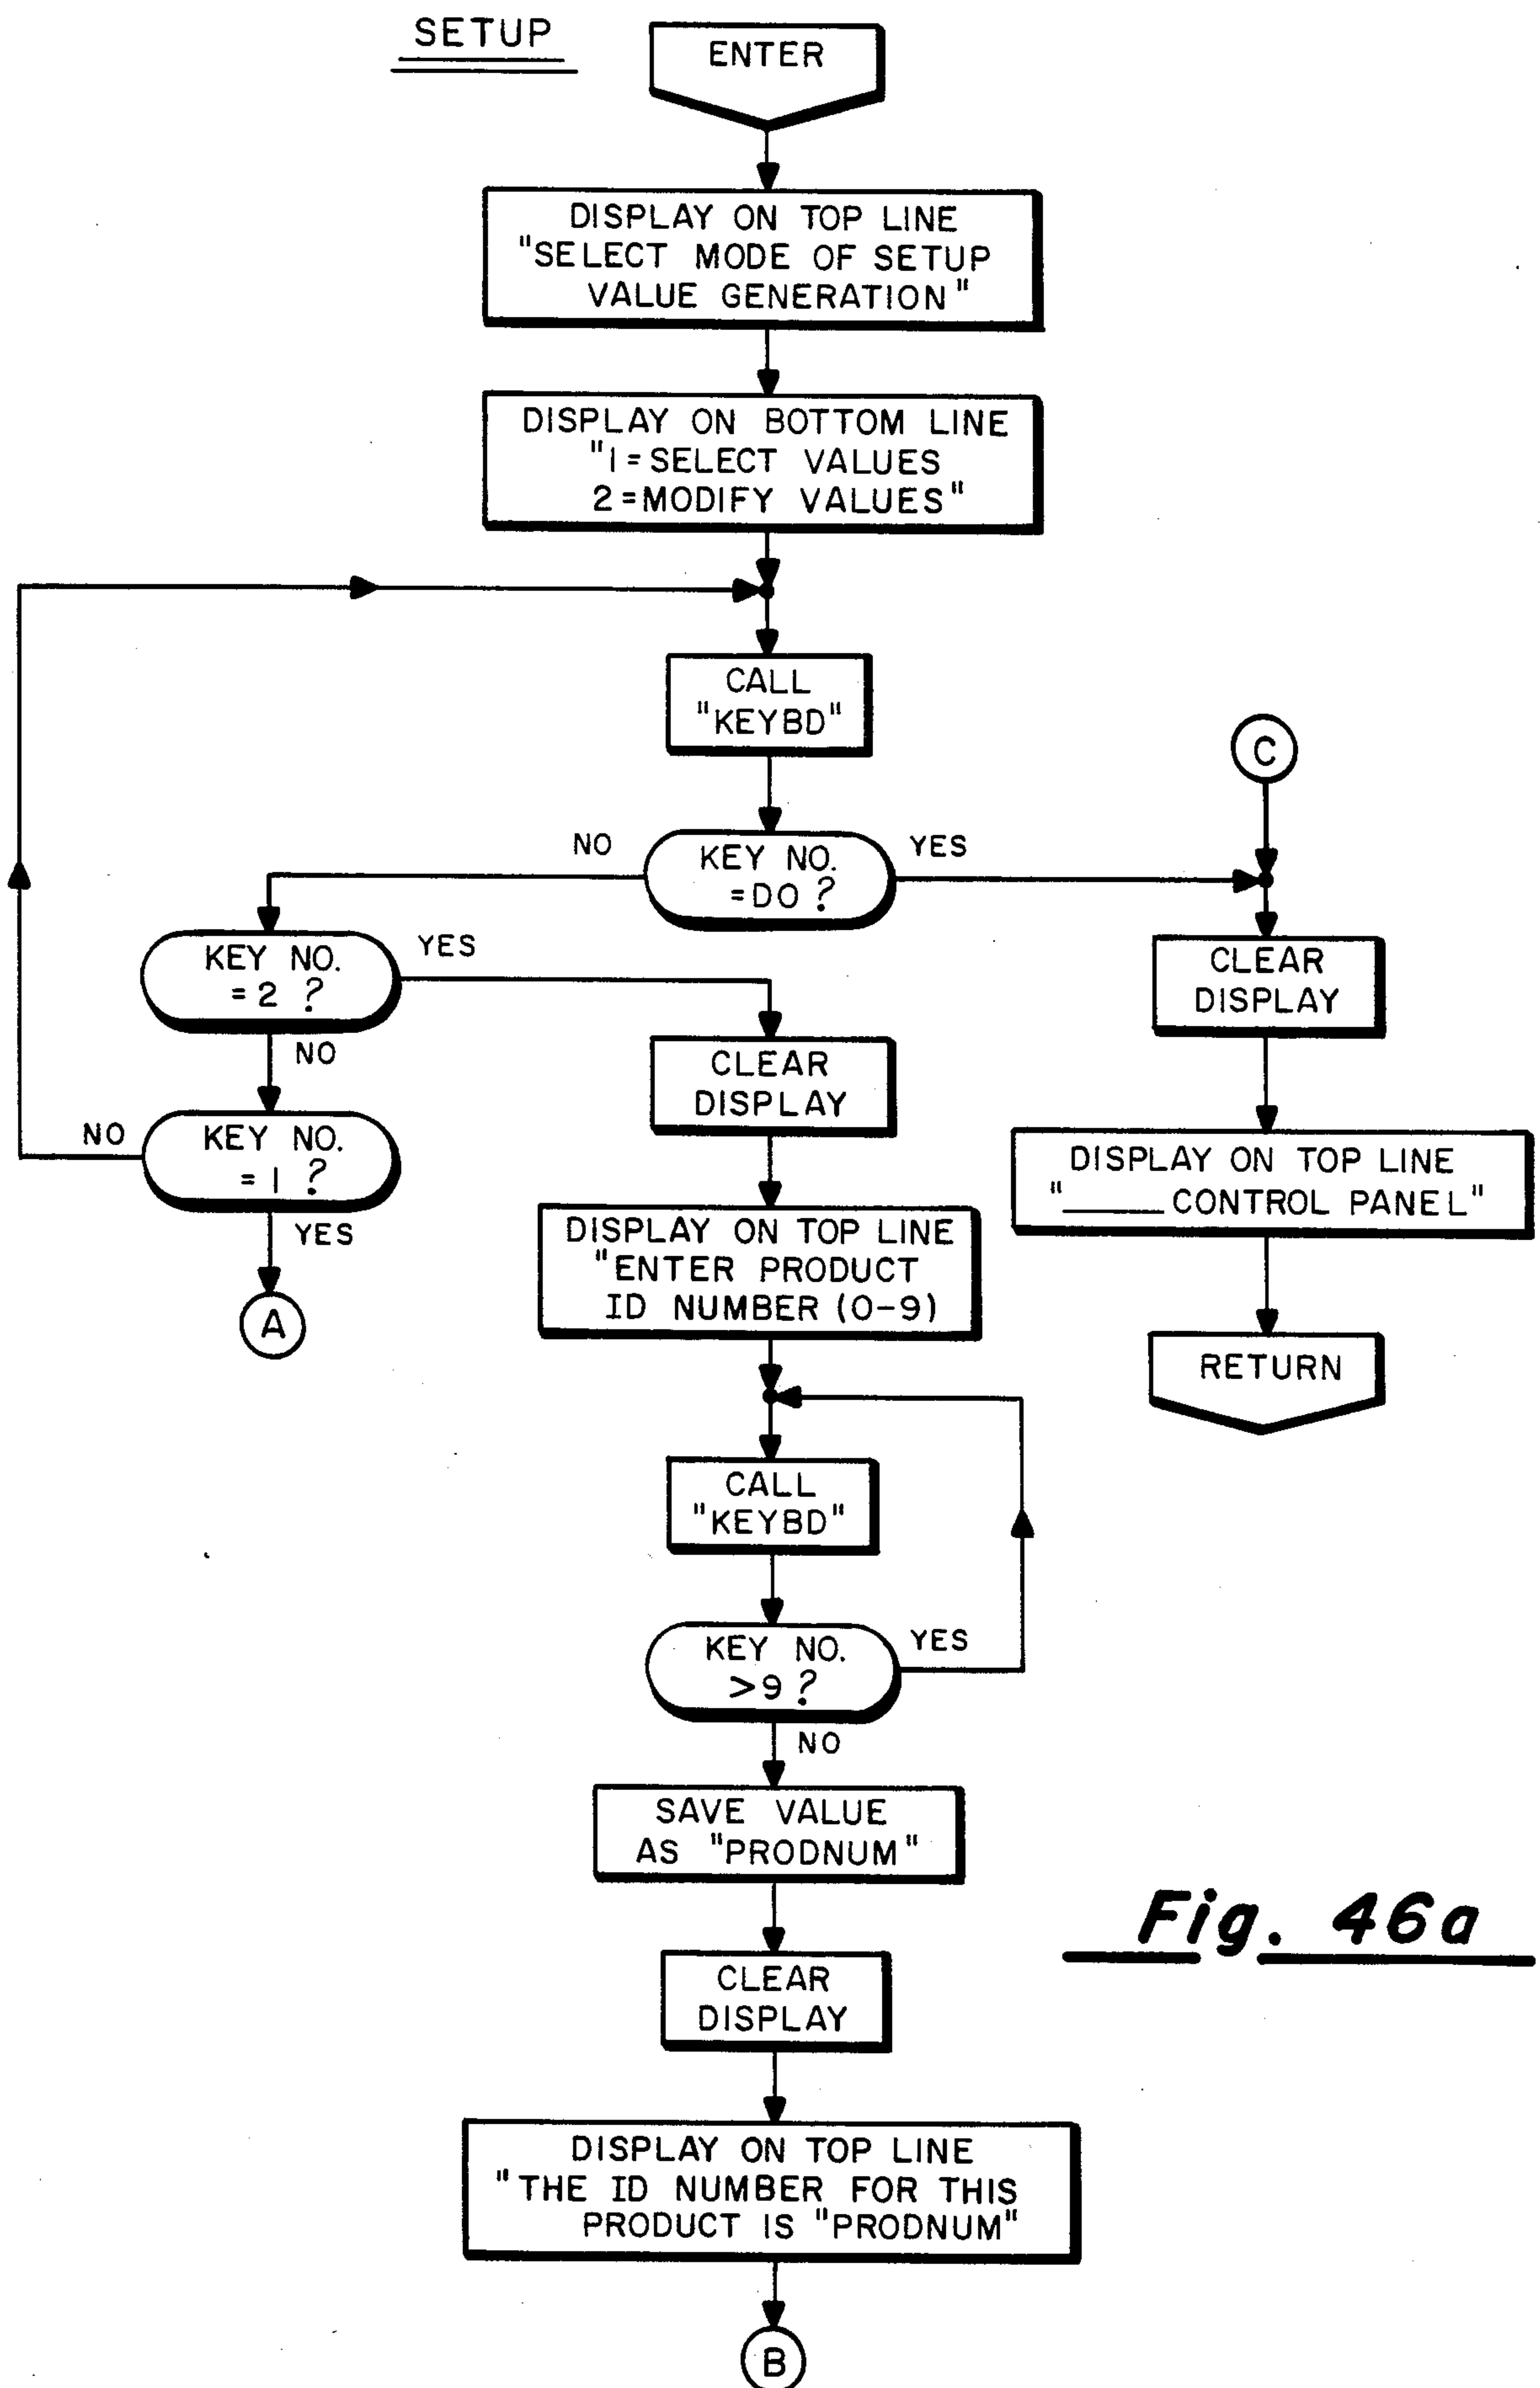 SETUP
ENTER
DISPLAY ON TOP LINE
"SELECT MODE OF SETUP
VALUE GENERATION"
DISPLAY ON BOTTOM LINE
"1=SELECT VALUES
2=MODIFY VALUES"
CALL
"KEYBD"
C
NO
KEY NO.
=DO ?
YES
KEY NO.
=2 ?
YES
NO
CLEAR
DISPLAY
CLEAR
DISPLAY
NO
KEY NO.
=1 ?
YES
A
DISPLAY ON TOP LINE
"_____ CONTROL PANEL"
DISPLAY ON TOP LINE
"ENTER PRODUCT
ID NUMBER (0-9)
RETURN
CALL
"KEYBD"
KEY NO.
>9 ?
YES
NO
SAVE VALUE
AS "PRODNUM"
Fig. 46a
CLEAR
DISPLAY
DISPLAY ON TOP LINE
"THE ID NUMBER FOR THIS
PRODUCT IS "PRODNUM"
B